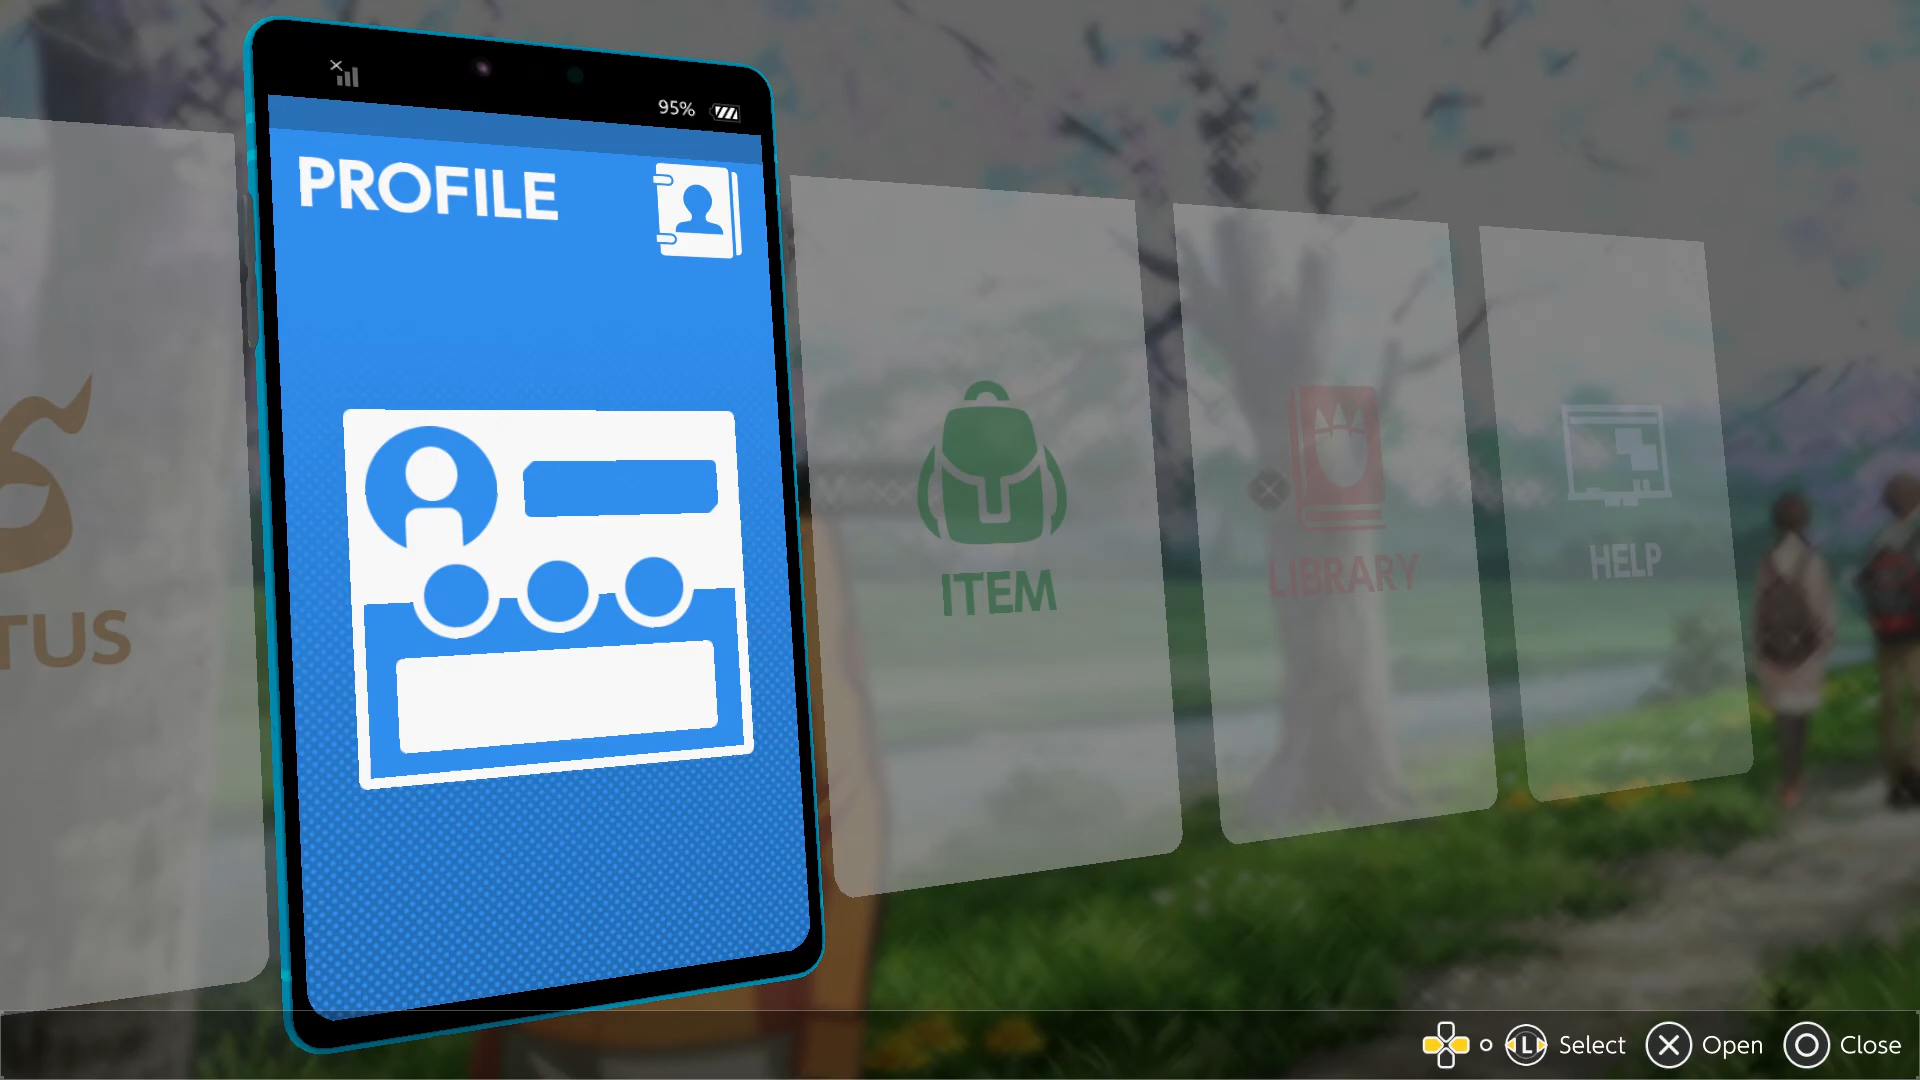 95%
PROFILE
TUS
ITEM
LIBRARY
HELP
L Select Open Close